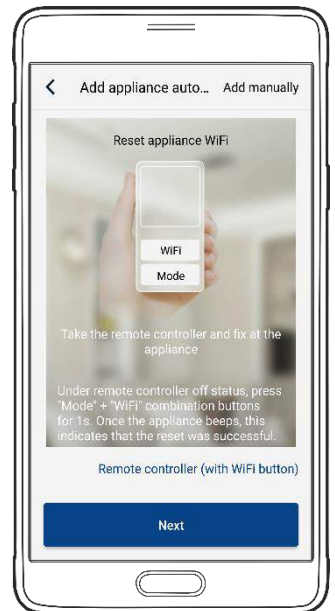 Add appliance auto... Add manually
Reset appliance WiFi
WiFi
Mode
Take the remote controller and fix at the
appliance
Under remote controller off status, press
"Mode" + "WiFi" combination buttons
for 1s. Once the appliance beeps, this
indicates that the reset was successful.
Remote controller (with WiFi button)
Next